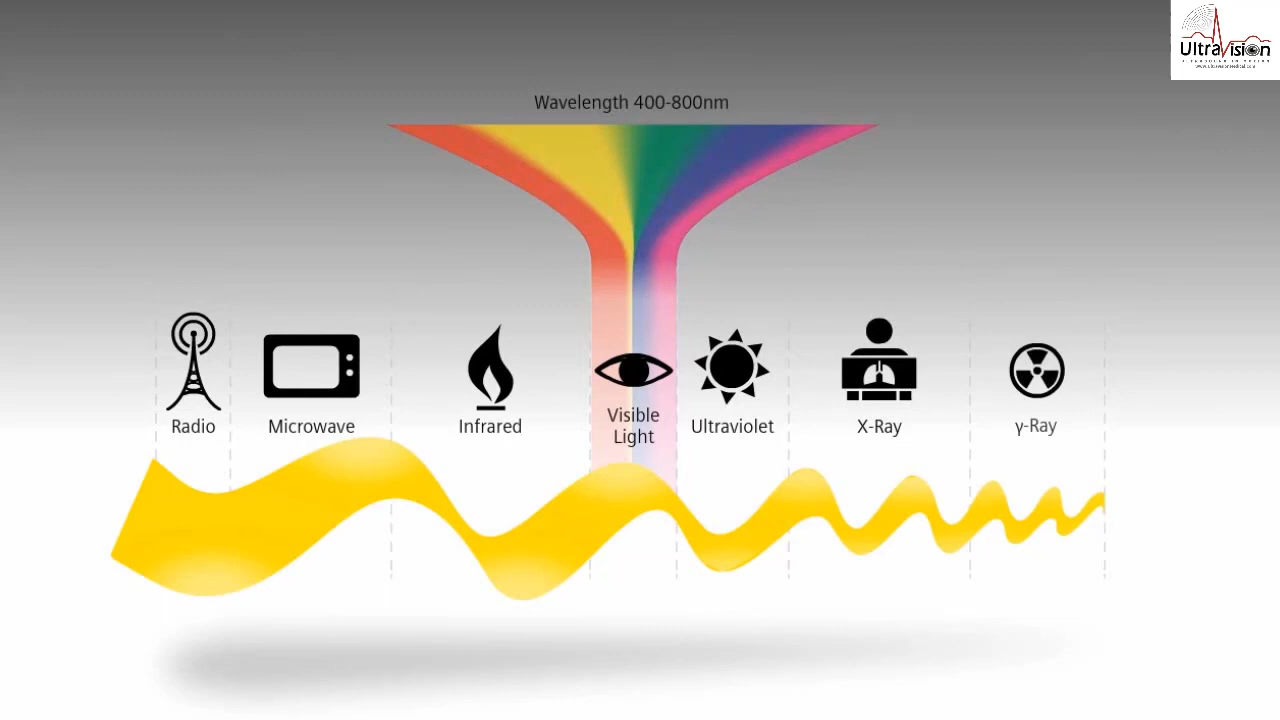 UltraVision
Wavelength 400-800nm
Radio
Microwave
Infrared
Visible
Light
Ultraviolet
X-Ray
γ-Ray